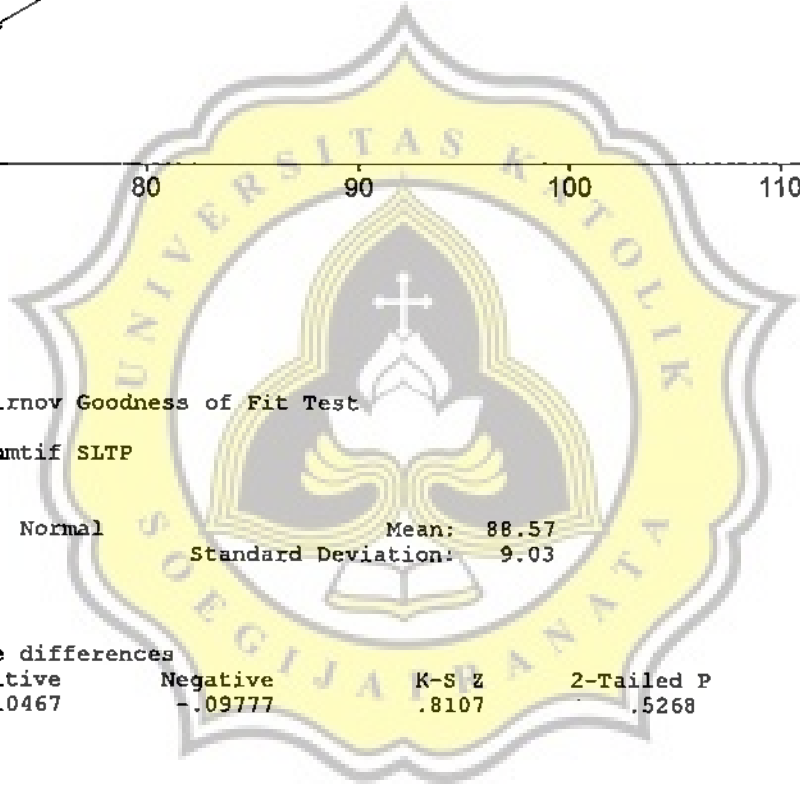 80 90 100 110
UNIVERSITAS KATOLIK
rnov Goodness of Fit Test
mtif SLTP
Normal Mean: 88.57
Standard Deviation: 9.03
differences
tive Negative K-S Z 2-Tailed P
.0467 -.09777 .8107 .5268
SOEGIJAPRANATA